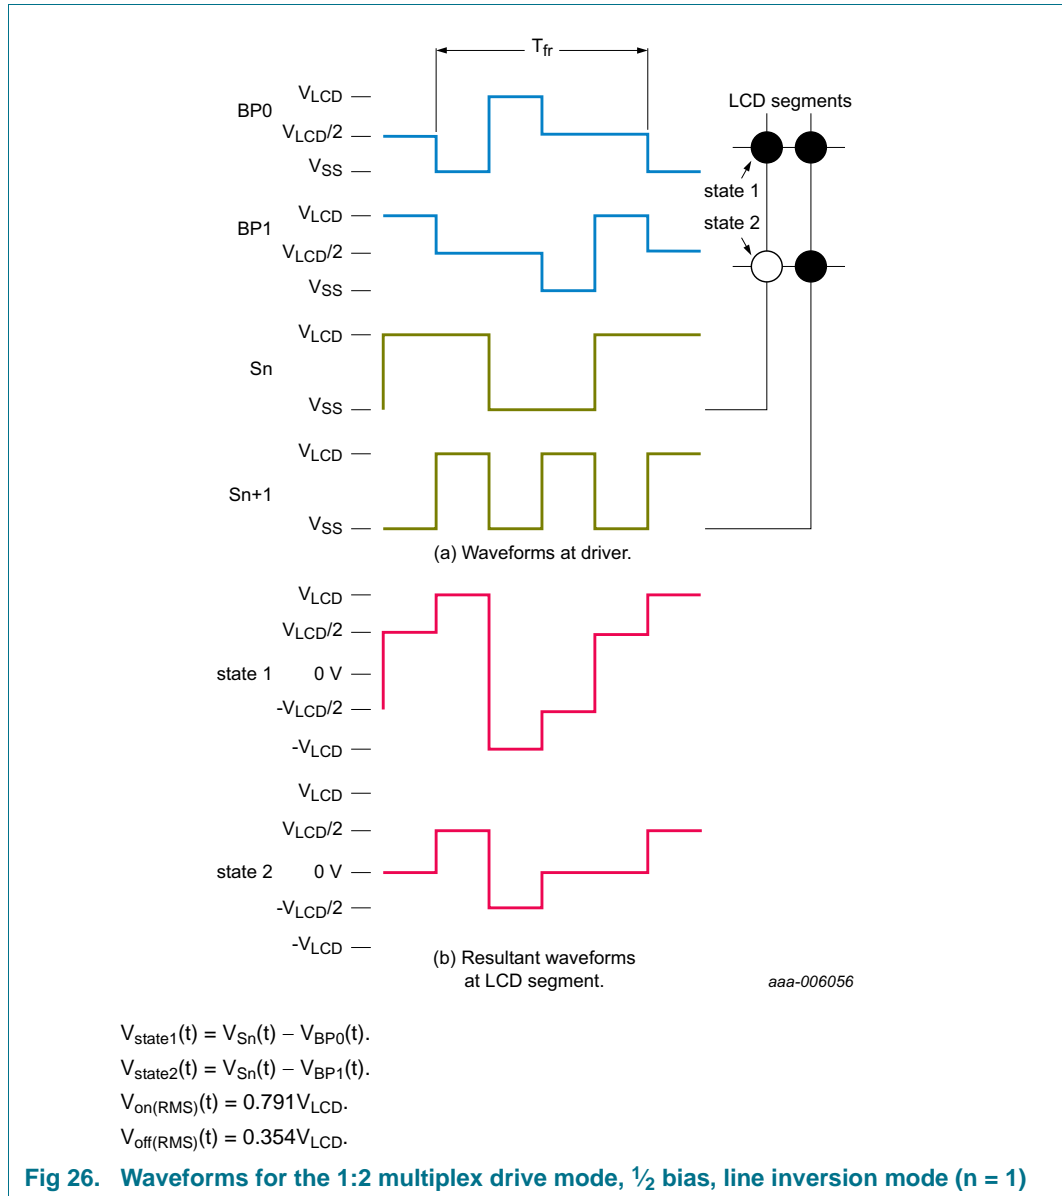 Tfr
BP0
VLCD
VLCD/2
VSS
LCD segments
state 1
BP1
VLCD
VLCD/2
VSS
state 2
Sn
VLCD
VSS
Sn+1
VLCD
VSS
(a) Waveforms at driver.
state 1
VLCD
VLCD/2
0 V
-VLCD/2
-VLCD
state 2
VLCD
VLCD/2
0 V
-VLCD/2
-VLCD
(b) Resultant waveforms
at LCD segment.
aaa-006056
Vstate1(t) = VSn(t) − VBP0(t).
Vstate2(t) = VSn(t) − VBP1(t).
Von(RMS)(t) = 0.791VLCD.
Voff(RMS)(t) = 0.354VLCD.
Fig 26. Waveforms for the 1:2 multiplex drive mode, 1⁄2 bias, line inversion mode (n = 1)